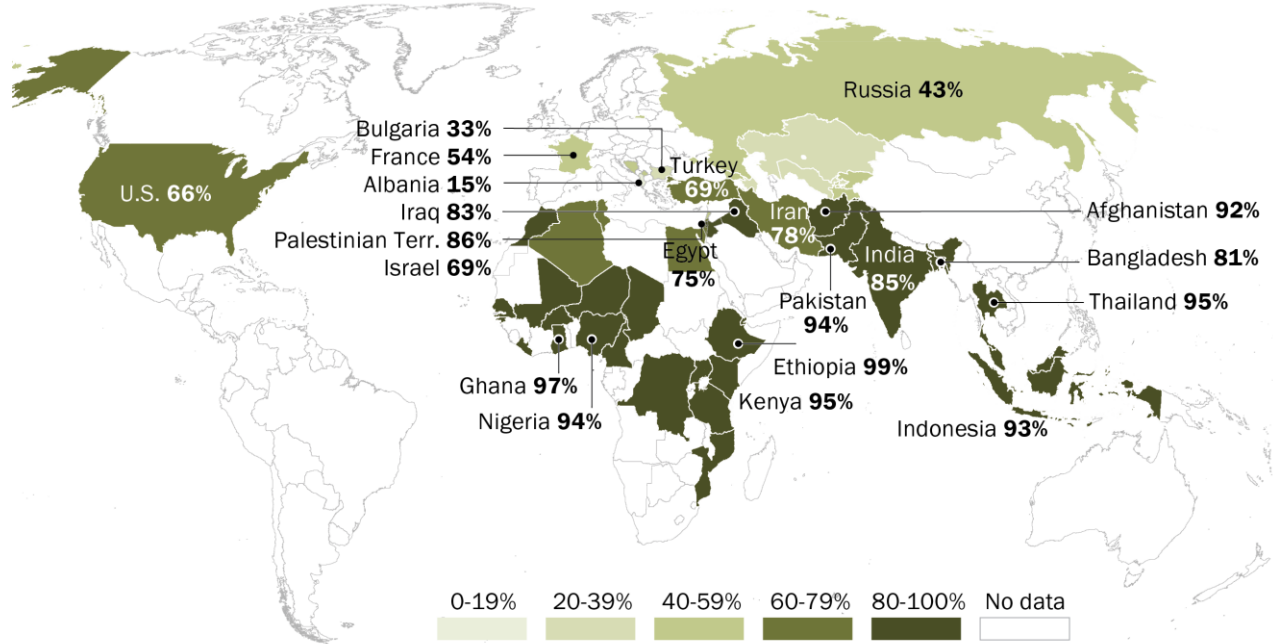 Russia 43%
Bulgaria 33%
France 54%
Albania 15%
Iraq 83%
Palestinian Terr. 86%
Israel 69%
U.S. 66%
Turkey
69%
Iran
78%
Egypt
75%
Afghanistan 92%
India
85%
Bangladesh 81%
Pakistan
94%
Thailand 95%
Ethiopia 99%
Ghana 97%
Kenya 95%
Nigeria 94%
Indonesia 93%
0-19% 20-39% 40-59% 60-79% 80-100% No data